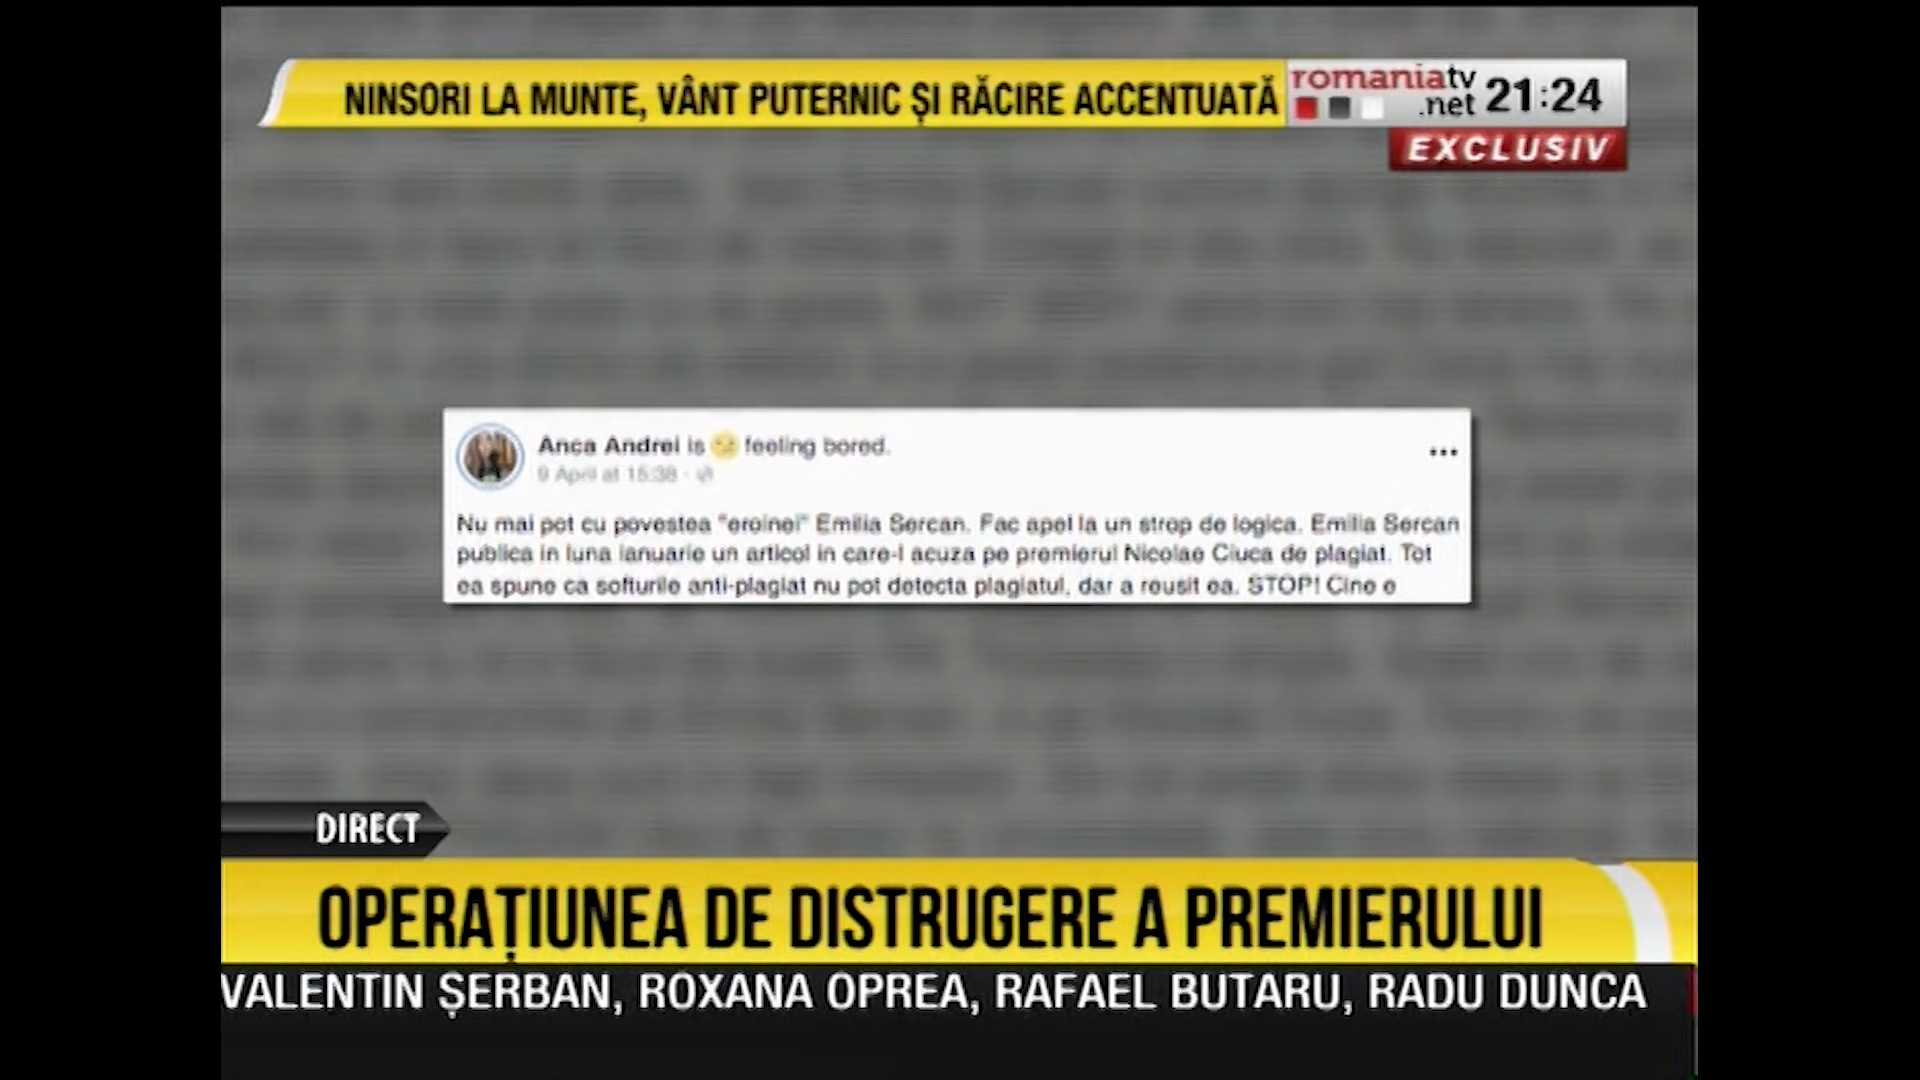 NINSORI LA MUNTE, VÂNT PUTERNIC ȘI RĂCIRE ACCENTUATĂ
romaniatv
.net
21:24
EXCLUSIV
Anca Andrei is feeling bored.
9 April at 15:38
Nu mai pot cu povestea "eroinei" Emilia Sercan. Fac apel la un strop de logica. Emilia Sercan
publica in luna ianuarie un articol in care-l acuza pe premierul Nicolae Ciuca de plagiat. Tot
ea spune ca softurile anti-plagiat nu pot detecta plagiatul, dar a reusit ea. STOP! Cine e
DIRECT
OPERAȚIUNEA DE DISTRUGERE A PREMIERULUI
VALENTIN ȘERBAN, ROXANA OPREA, RAFAEL BUTARU, RADU DUNCA